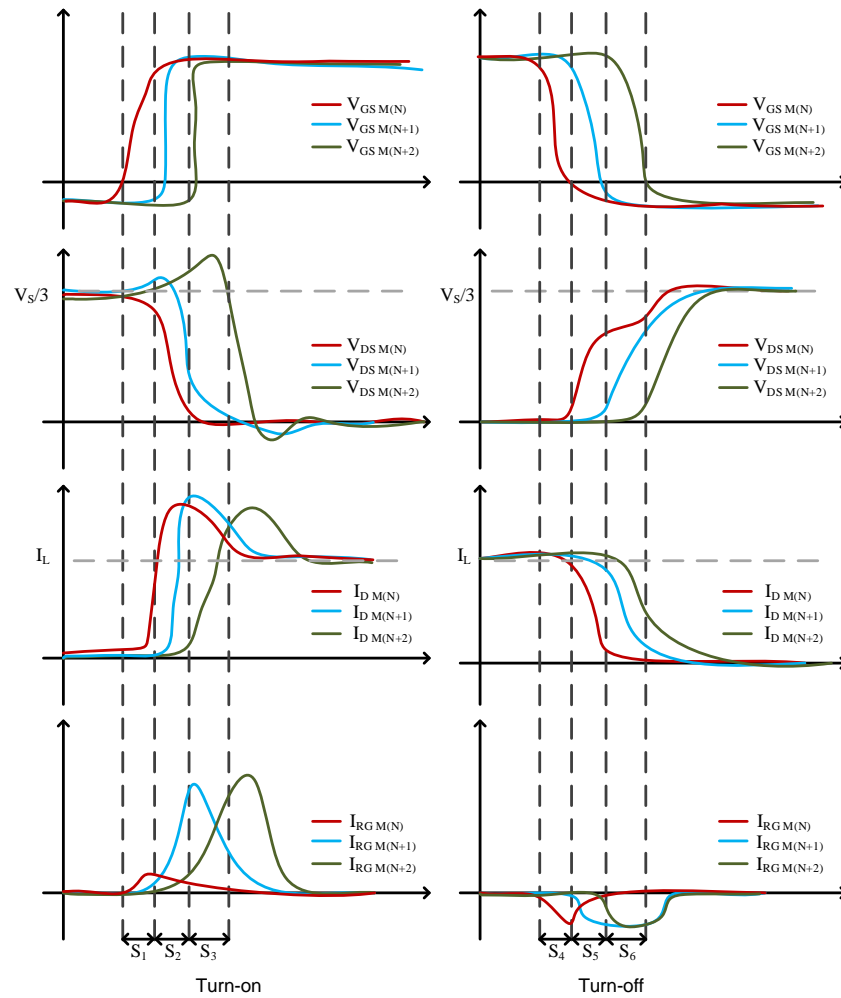 V_GS M(N)
V_GS M(N+1)
V_GS M(N+2)
V_GS M(N)
V_GS M(N+1)
V_GS M(N+2)
V_S/3
V_DS M(N)
V_DS M(N+1)
V_DS M(N+2)
V_S/3
V_DS M(N)
V_DS M(N+1)
V_DS M(N+2)
I_L
I_D M(N)
I_D M(N+1)
I_D M(N+2)
I_L
I_D M(N)
I_D M(N+1)
I_D M(N+2)
I_RG M(N)
I_RG M(N+1)
I_RG M(N+2)
I_RG M(N)
I_RG M(N+1)
I_RG M(N+2)
S_1 S_2 S_3
S_4 S_5 S_6
Turn-on
Turn-off